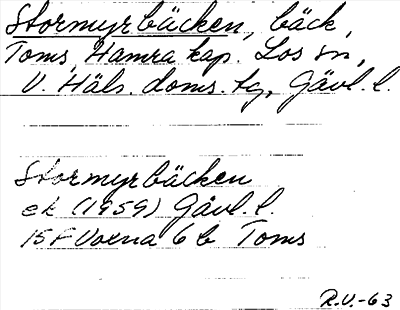 Stormyrbäcken, bäck,
Toms, Hamra kap. Los sn,
V. Häls. doms. tg, Gävl. l.
Stormyrbäcken
ek (1959) Gävl. l.
15F Voxna 6 b Toms
R.V.-63